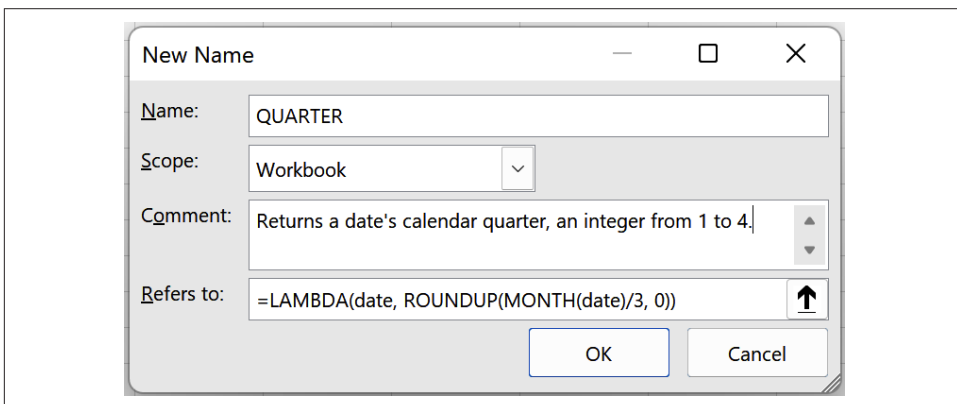 New Name
Name: QUARTER
Scope: Workbook
Comment: Returns a date's calendar quarter, an integer from 1 to 4.
Refers to: =LAMBDA(date, ROUNDUP(MONTH(date)/3, 0))
OK Cancel